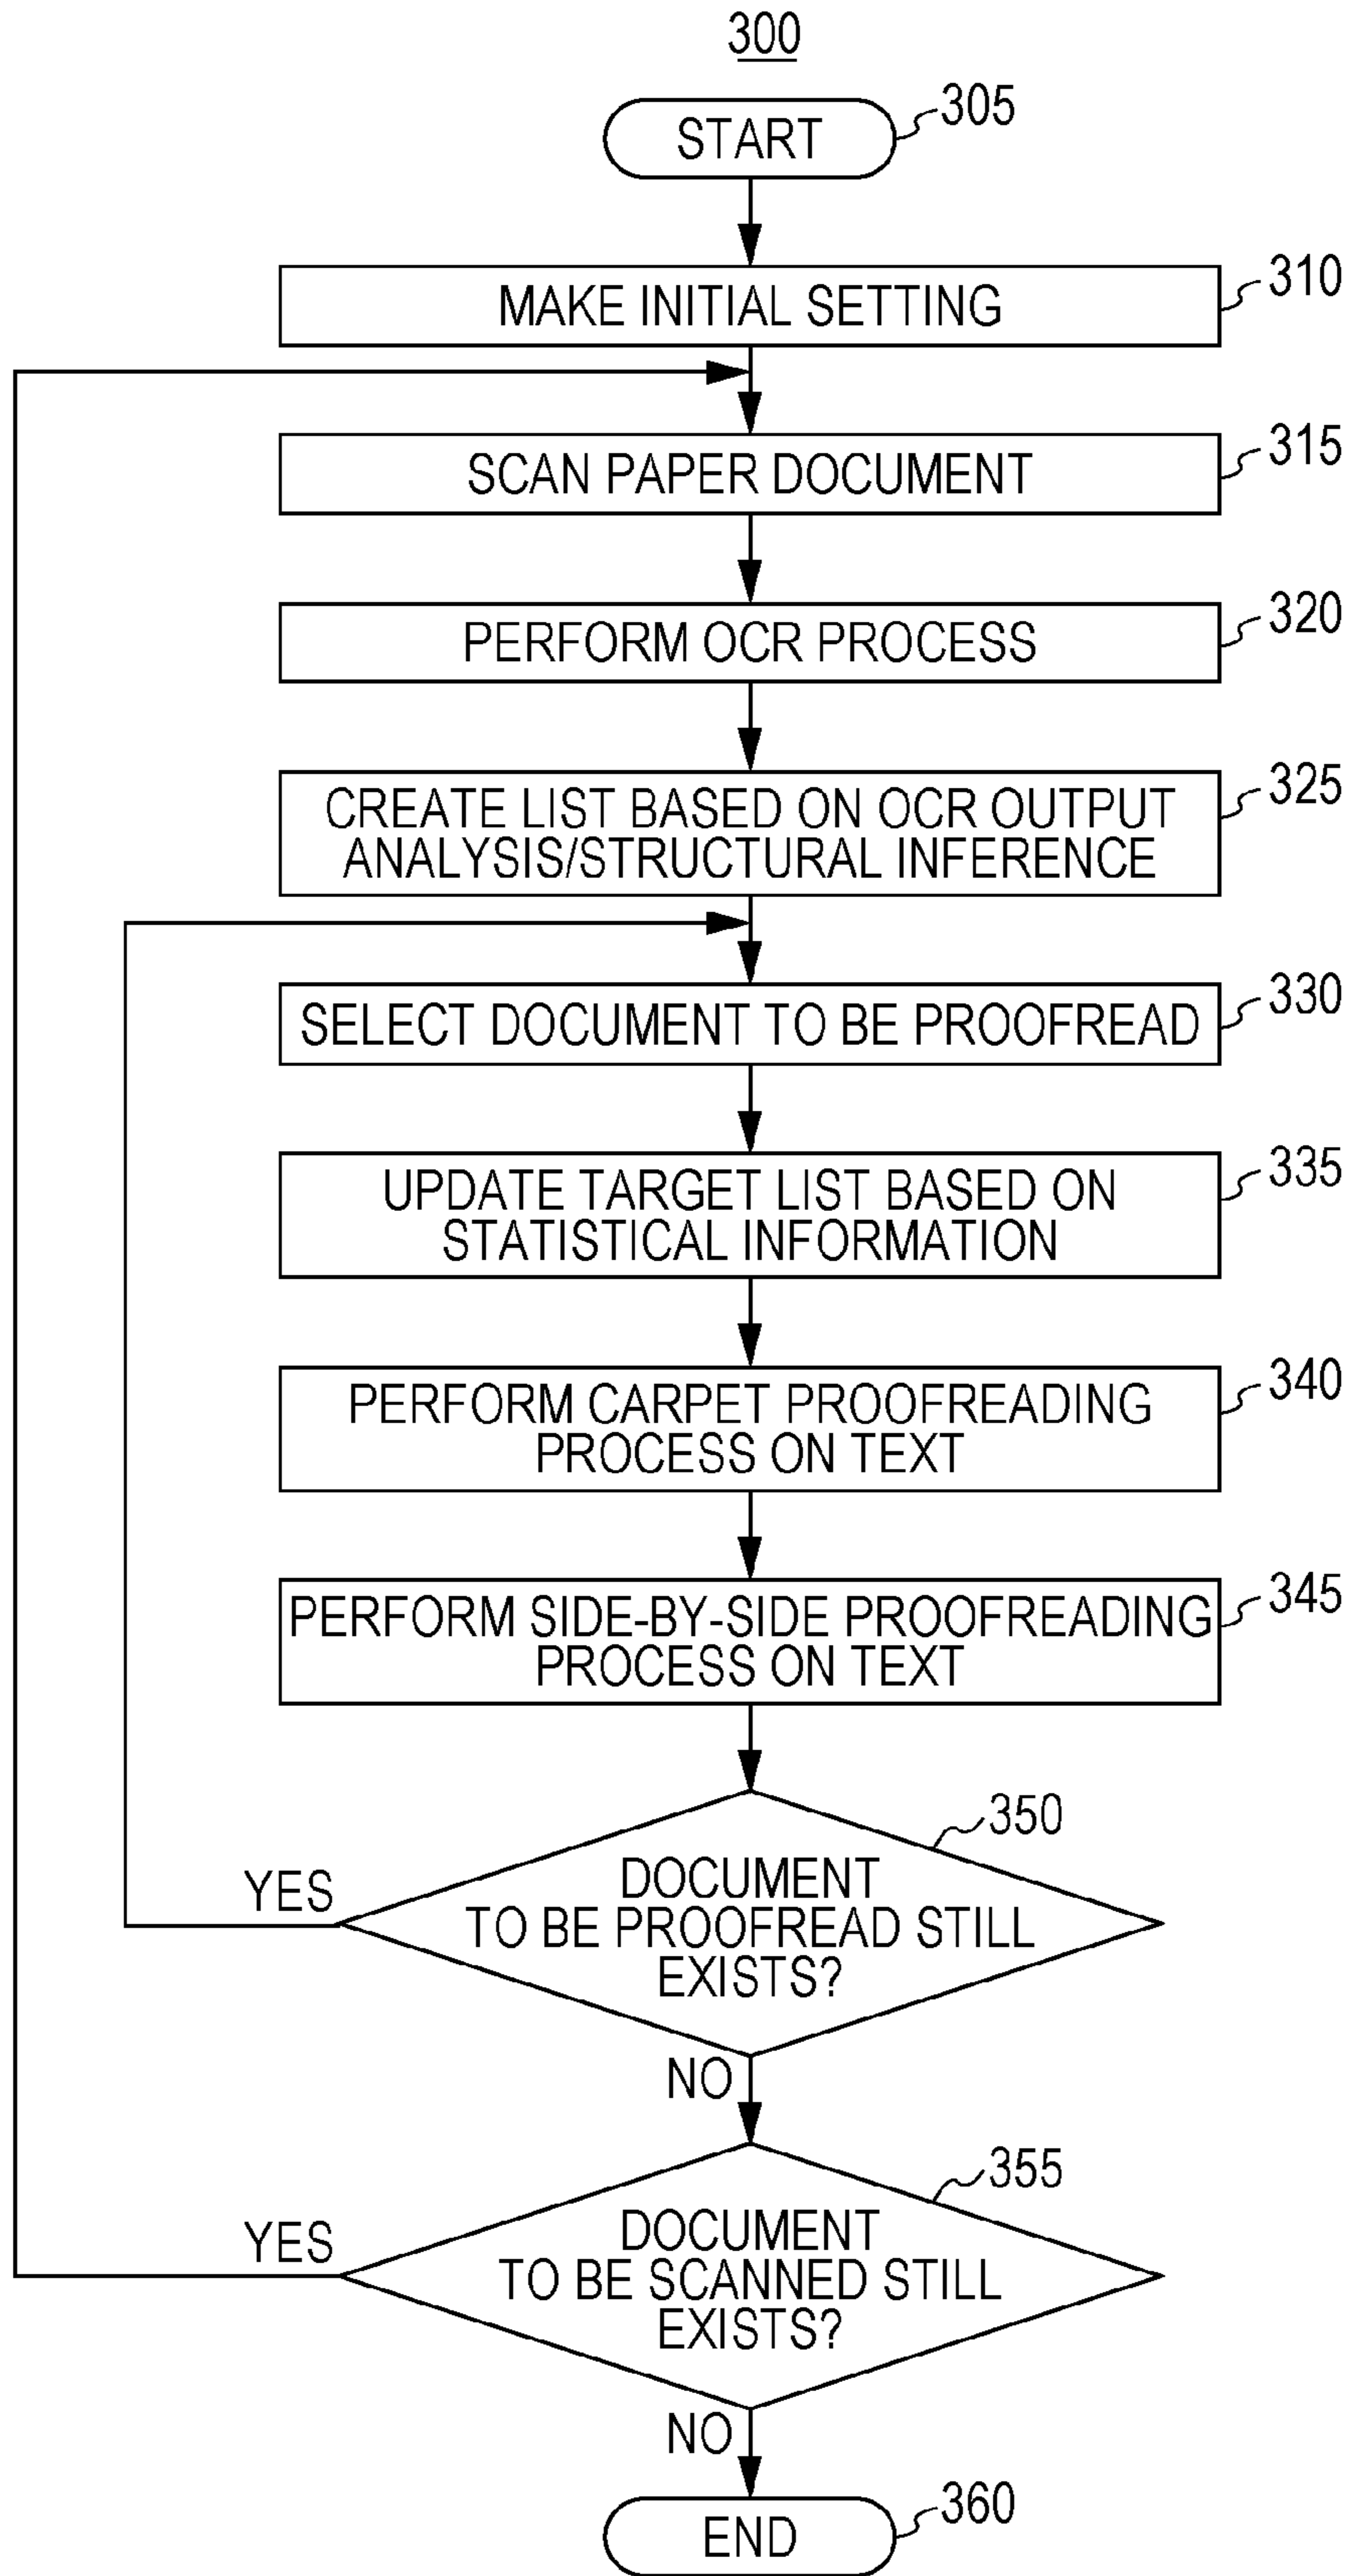 300
START
305
MAKE INITIAL SETTING
310
SCAN PAPER DOCUMENT
315
PERFORM OCR PROCESS
320
CREATE LIST BASED ON OCR OUTPUT
ANALYSIS/STRUCTURAL INFERENCE
325
SELECT DOCUMENT TO BE PROOFREAD
330
UPDATE TARGET LIST BASED ON
STATISTICAL INFORMATION
335
PERFORM CARPET PROOFREADING
PROCESS ON TEXT
340
PERFORM SIDE-BY-SIDE PROOFREADING
PROCESS ON TEXT
345
350
DOCUMENT
TO BE PROOFREAD STILL
EXISTS?
YES
NO
355
DOCUMENT
TO BE SCANNED STILL
EXISTS?
YES
NO
END
360